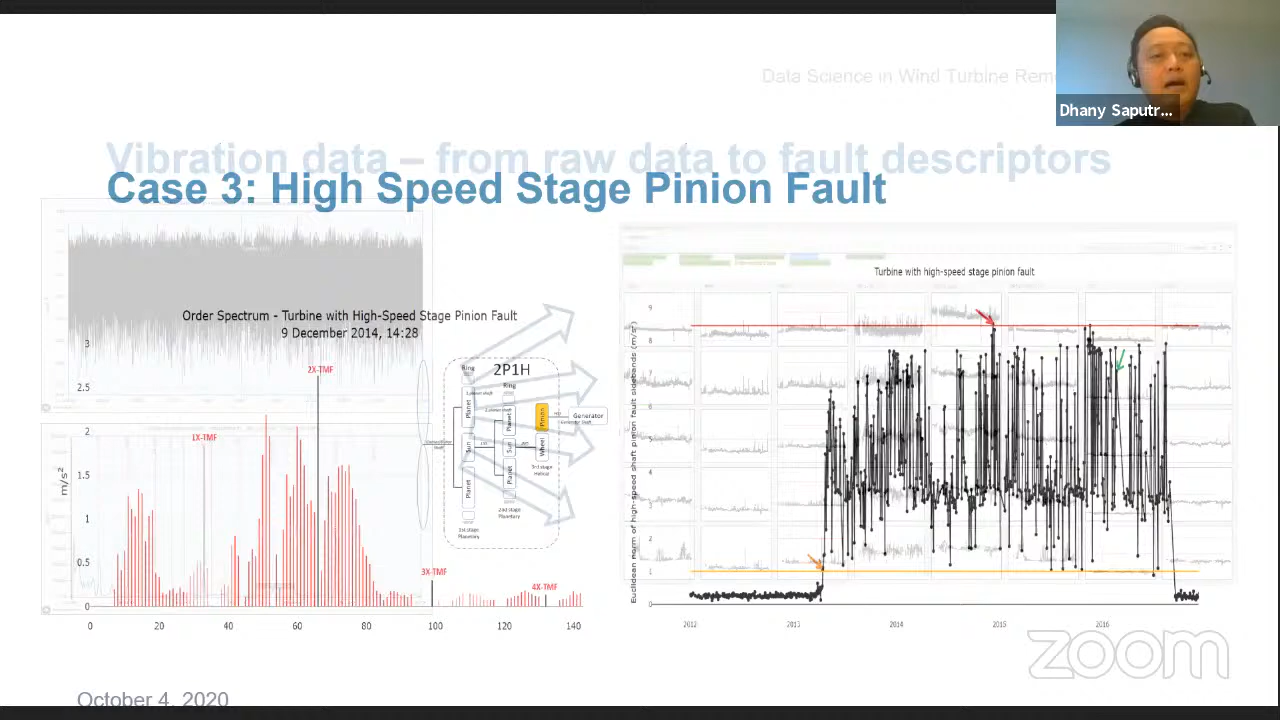 Data Science in Wind Turbine
Dhany Saputr...
Vibration data – from raw data to fault descriptors
Case 3: High Speed Stage Pinion Fault
Order Spectrum - Turbine with High-Speed Stage Pinion Fault
9 December 2014, 14:28
m/s²
3
2.5
2
1.5
1
0.5
0
0 20 40 60 80 100 120 140
1X-TMF
2X-TMF
3X-TMF
4X-TMF
2P1H
Ring
Ring
Planet
Sun
Planet
Planet
Sun
Planet
Pinion
Wheel
Generator
1st stage
Planetary
2nd stage
Planetary
3rd stage
Helical
Turbine with high-speed stage pinion fault
Euclidean norm of high-speed shaft pinion fault sidebands (m/s²)
9
8
7
6
5
4
3
2
1
0
2012 2013 2014 2015 2016
zoom
October 4, 2020